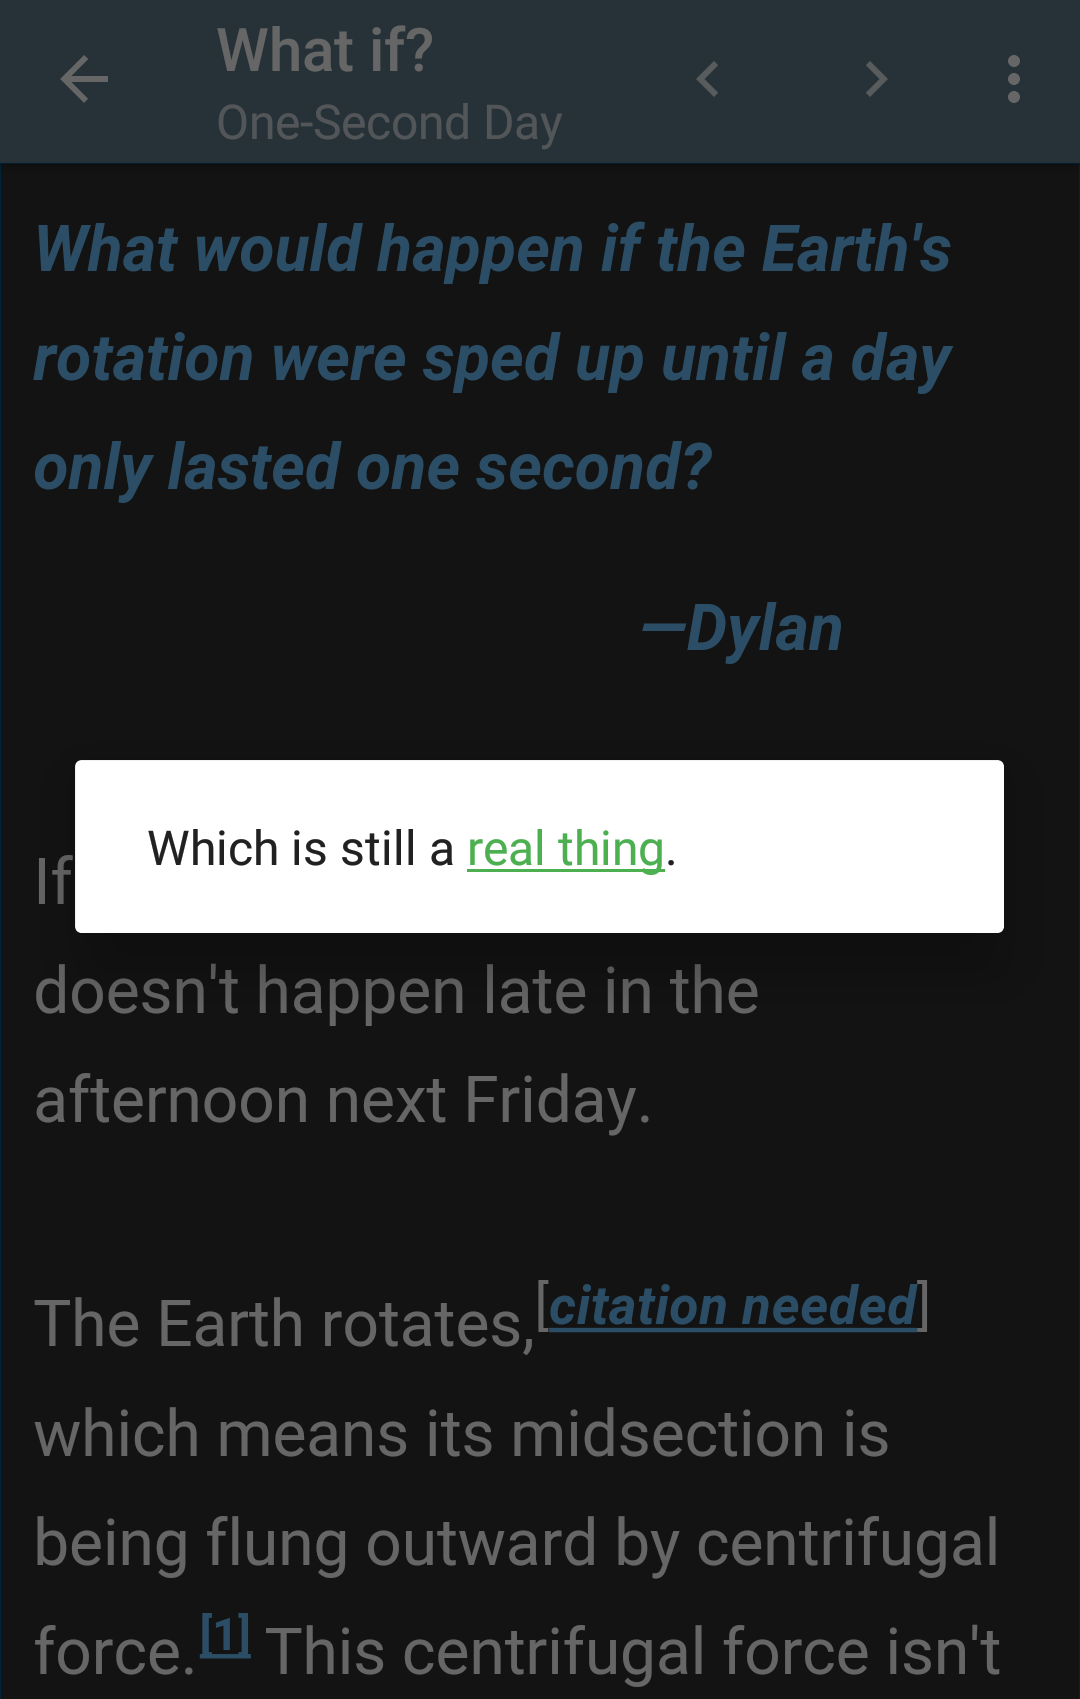 What if?
One-Second Day
What would happen if the Earth's
rotation were sped up until a day
only lasted one second?
—Dylan
Which is still a real thing.
If
doesn't happen late in the
afternoon next Friday.
The Earth rotates,[citation needed]
which means its midsection is
being flung outward by centrifugal
force.[1] This centrifugal force isn't